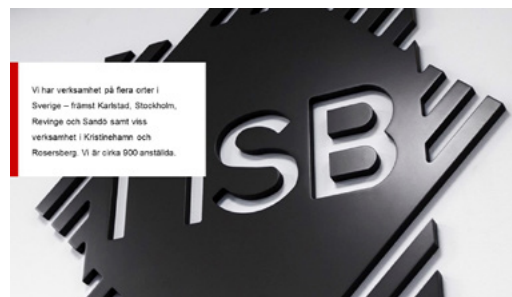 Vi har verksamhet på flera orter i
Sverige – främst Karlstad, Stockholm,
Revinge och Sandö samt viss
verksamhet i Kristinehamn och
Rosersberg. Vi är cirka 900 anställda.
MSB